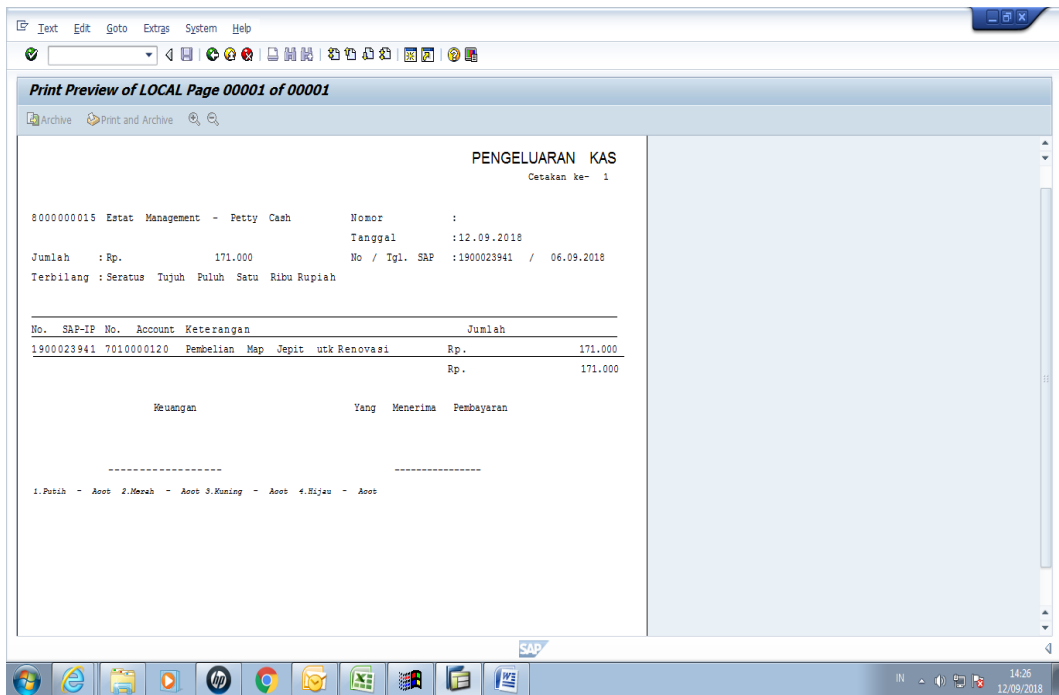 Text Edit Goto Extras System Help
Print Preview of LOCAL Page 00001 of 00001
Archive Print and Archive
PENGELUARAN KAS
Cetakan ke- 1
8000000015 Estat Management - Petty Cash Nomor :
Tanggal :12.09.2018
Jumlah : Rp. 171.000 No / Tgl. SAP :1900023941 / 06.09.2018
Terbilang : Seratus Tujuh Puluh Satu Ribu Rupiah
No. SAP-IP No. Account Keterangan Jumlah
1900023941 7010000120 Pembelian Map Jepit utk Renovasi Rp. 171.000
Rp. 171.000
Keuangan Yang Menerima Pembayaran
------------------ ----------------
1.Putih - Acct 2.Merah - Acct 3.Kuning - Acct 4.Hijau - Acct
SAP
IN 14:26
12/09/2018